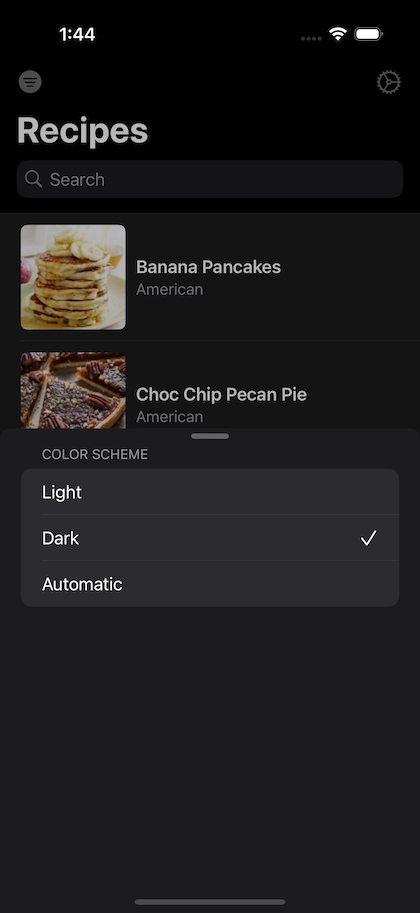 1:44
Recipes
Search
Banana Pancakes
American
Choc Chip Pecan Pie
American
COLOR SCHEME
Light
Dark
Automatic